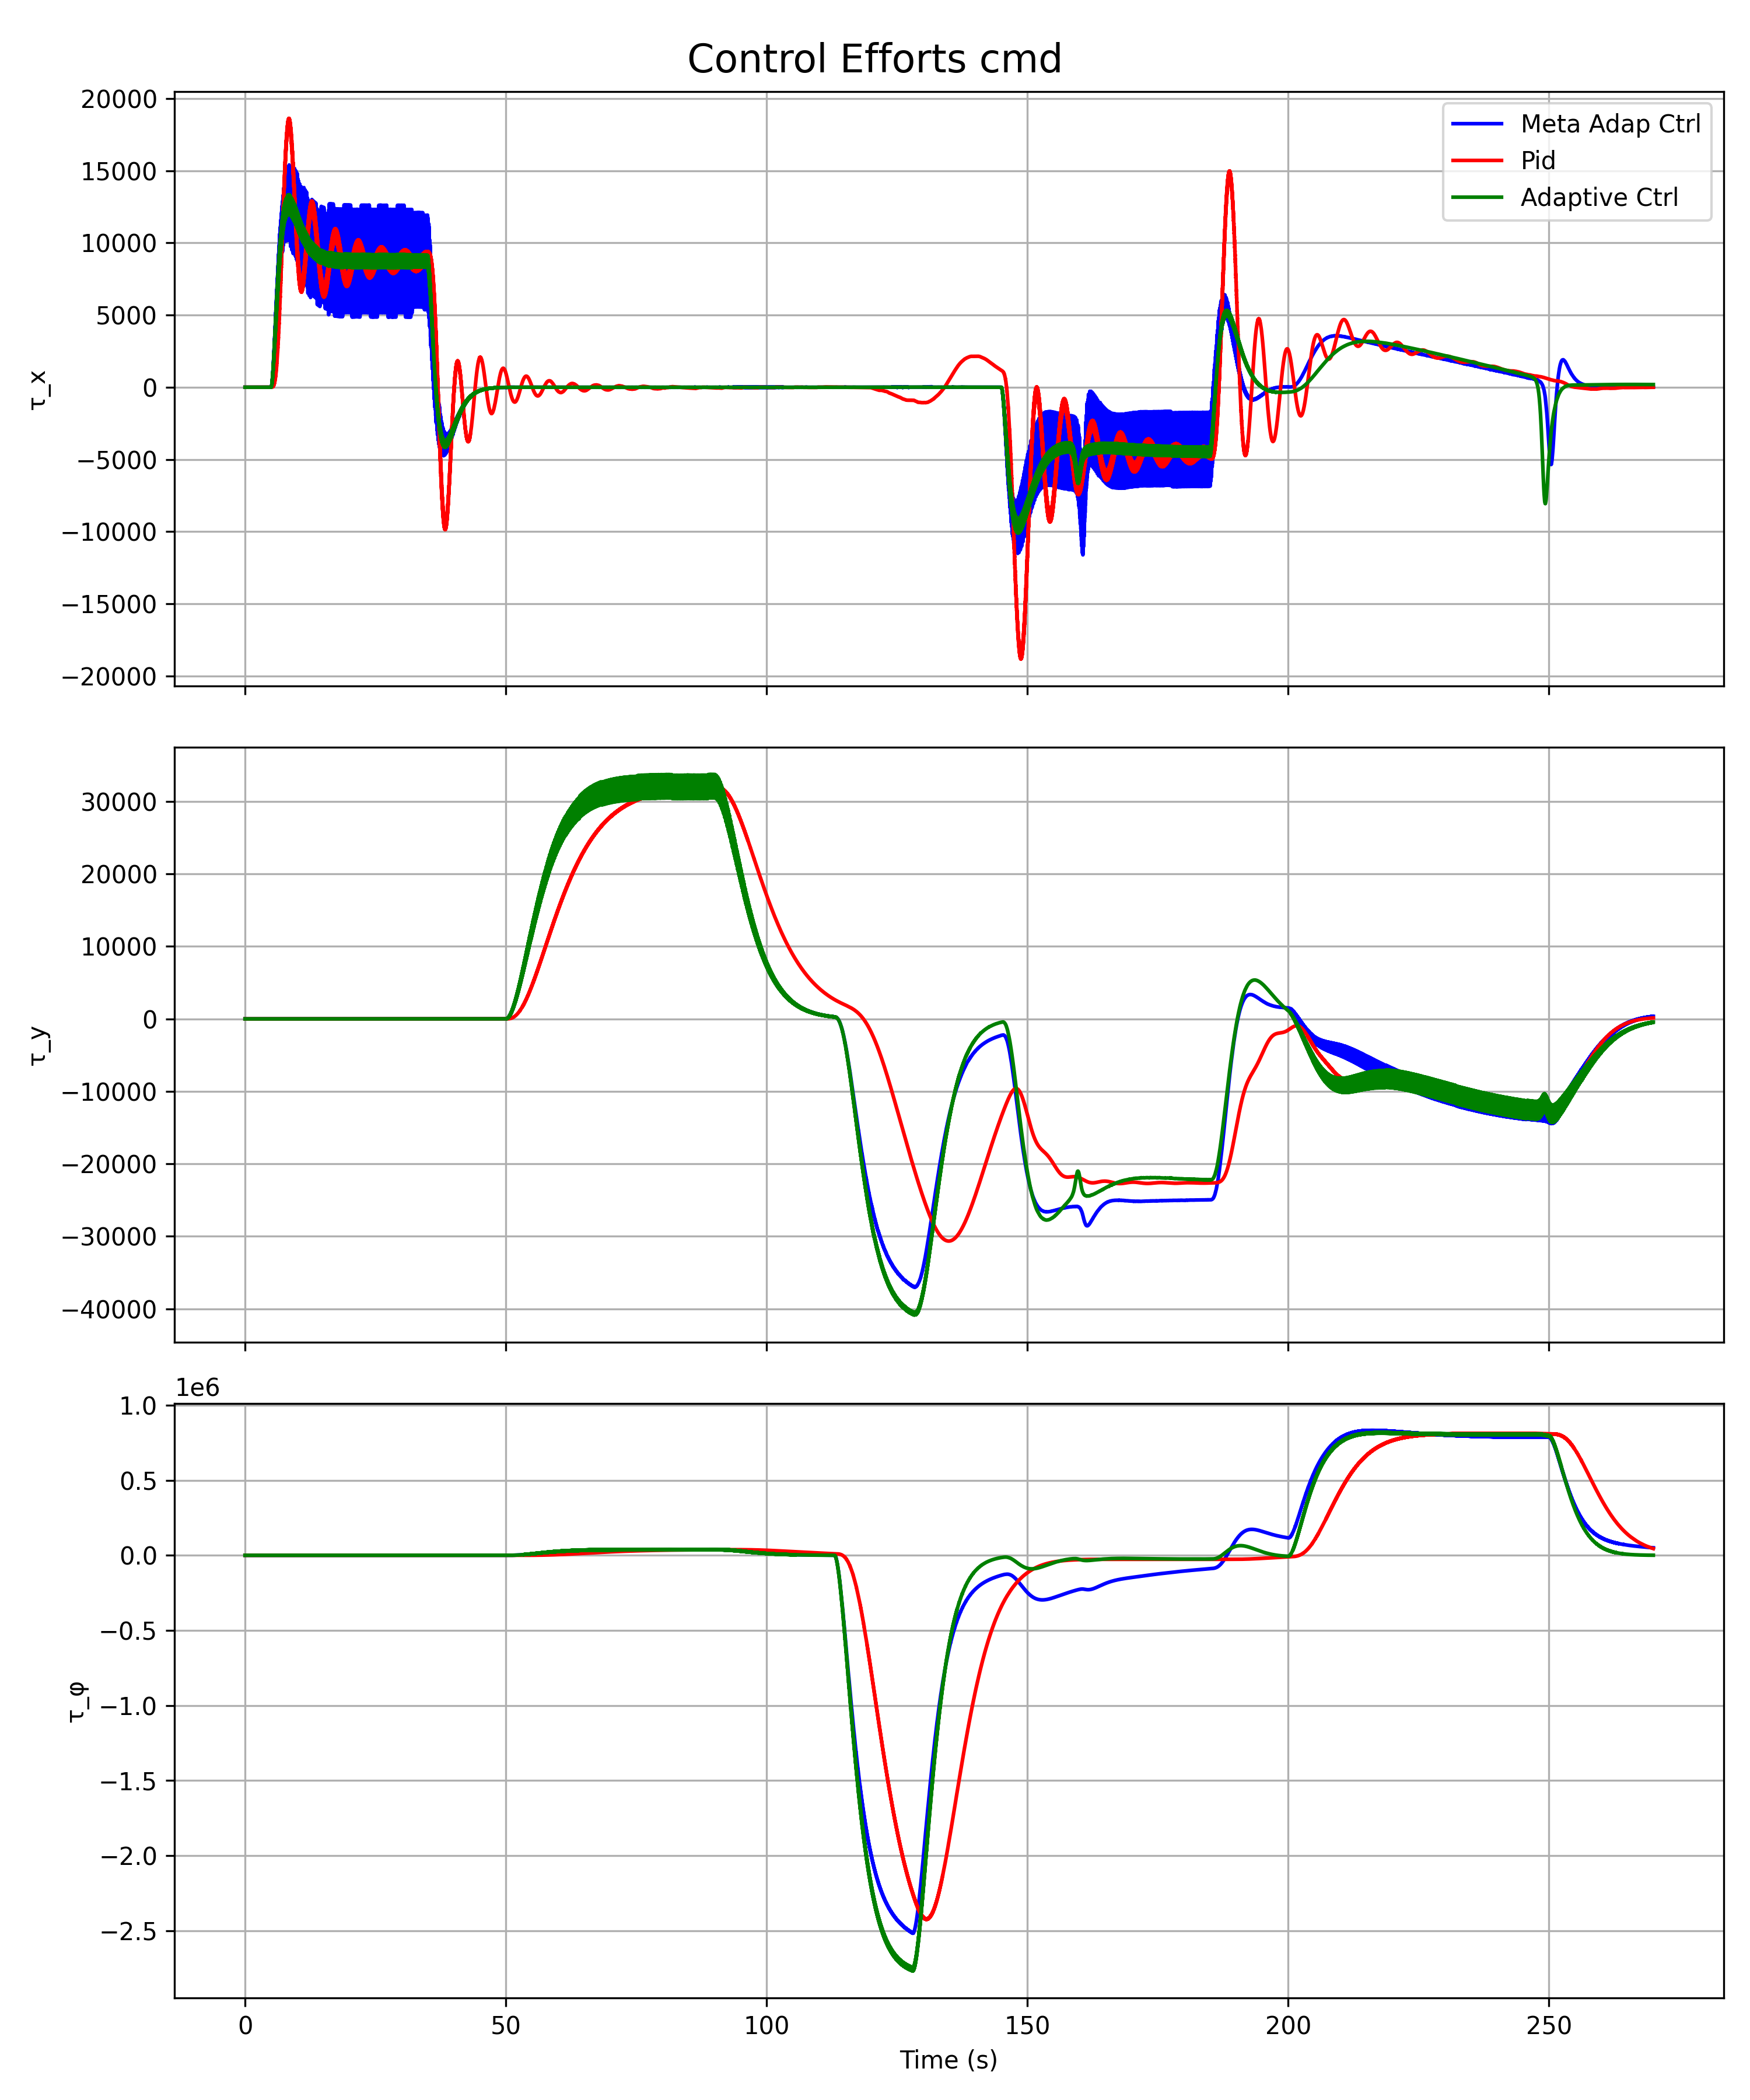 Control Efforts cmd
20000
15000
10000
5000
0
−5000
−10000
−15000
−20000
τ_x
Meta Adap Ctrl
Pid
Adaptive Ctrl
30000
20000
10000
0
−10000
−20000
−30000
−40000
τ_y
1e6
1.0
0.5
0.0
−0.5
−1.0
−1.5
−2.0
−2.5
τ_φ
0 50 100 150 200 250
Time (s)